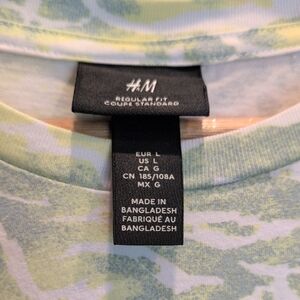 H&M
REGULAR FIT
COUPE STANDARD
EUR L
US L
CA G
CN 185/108A
MX G
MADE IN
BANGLADESH
FABRIQUÉ AU
BANGLADESH